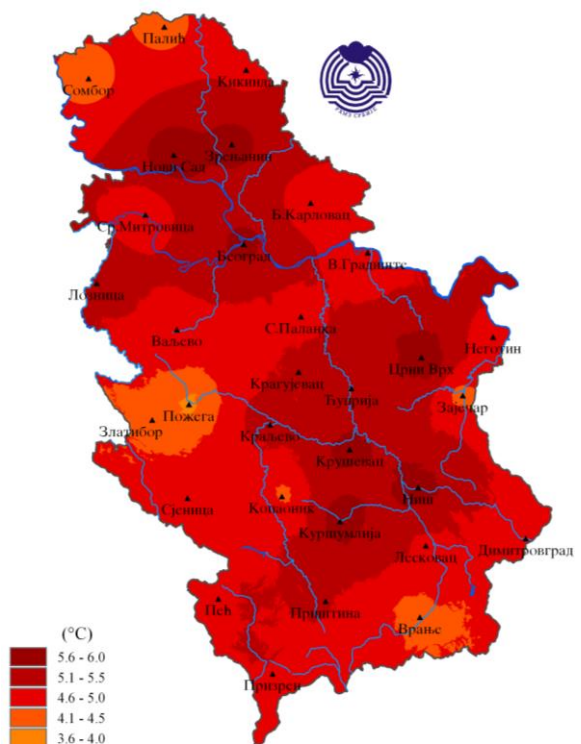 Палић
Кикинда
Сомбор
Зрењанин
Нови Сад
Б.Карловац
Ср.Митровица
Београд
В.Градиште
Лозница
С.Паланка
Ваљево
Неготин
Црни Врх
Крагујевац
Ћуприја
Зајечар
Пожега
Златибор
Краљево
Крушевац
Ниш
Сјеница
Копаоник
Куршумлија
Димитровград
Лесковац
Пећ
Приштина
Врање
Призрен
(°C)
5.6 - 6.0
5.1 - 5.5
4.6 - 5.0
4.1 - 4.5
3.6 - 4.0